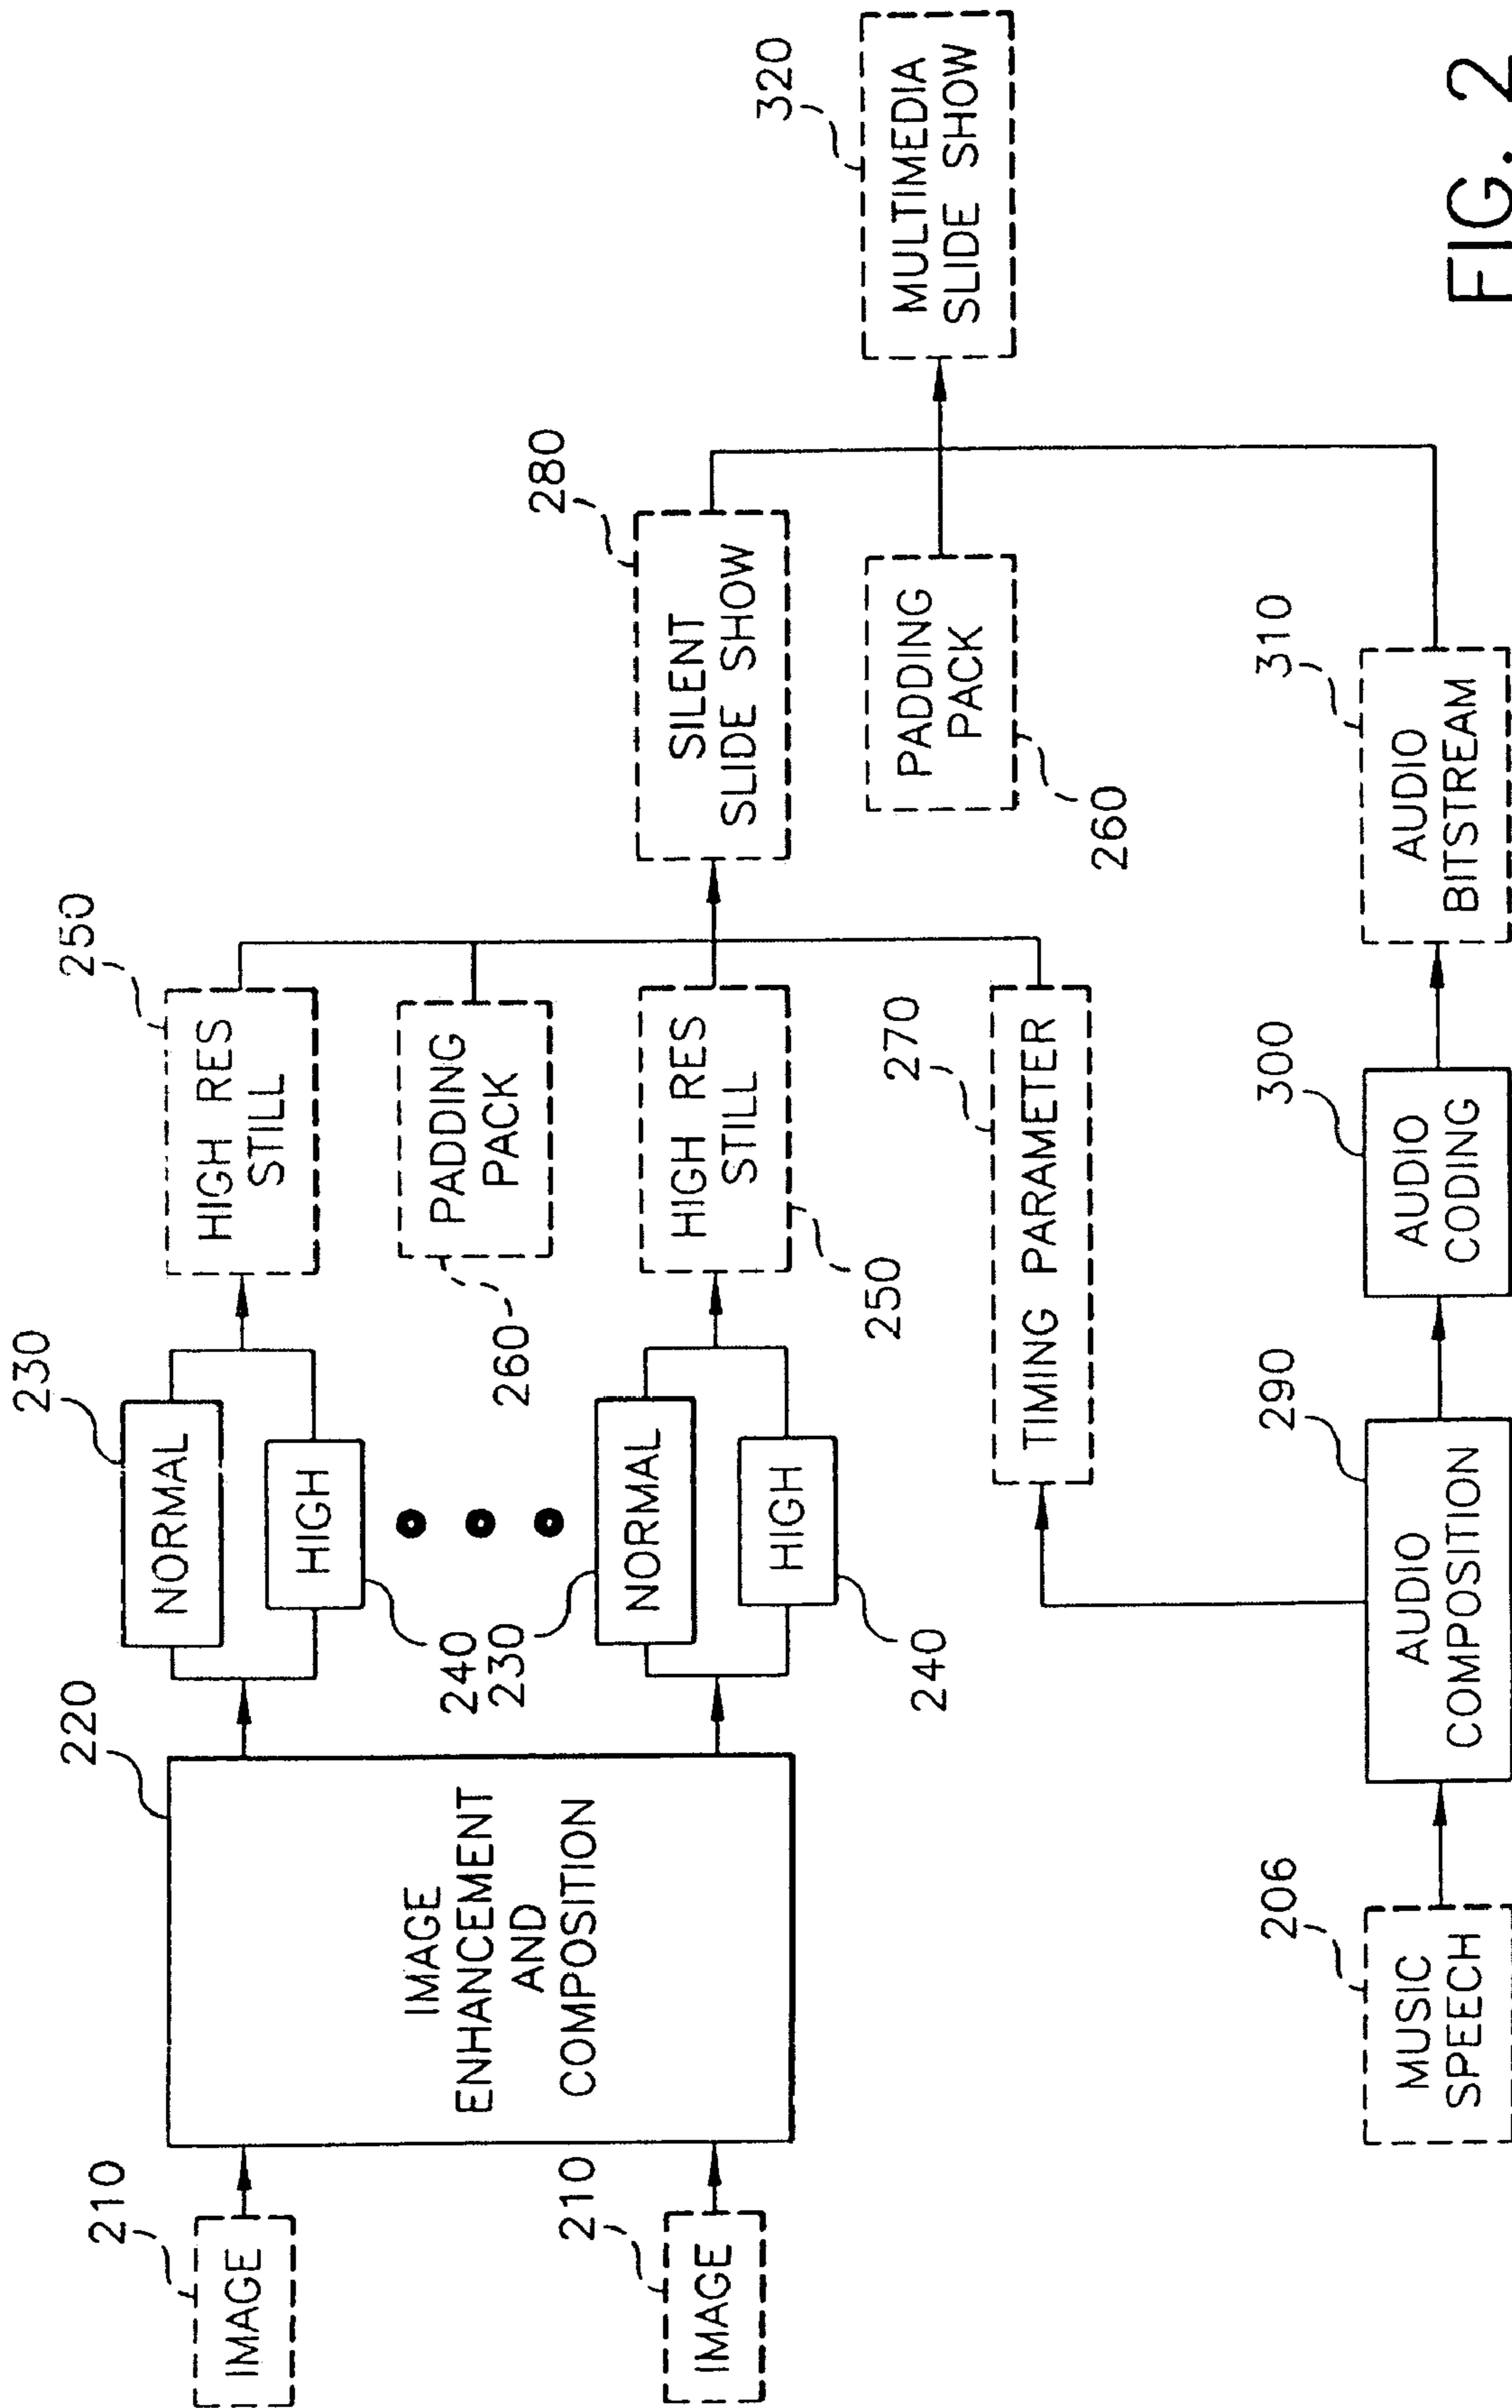 210
IMAGE
210
IMAGE
220
IMAGE
ENHANCEMENT
AND
COMPOSITION
230
NORMAL
HIGH
240
230
NORMAL
HIGH
240
250
HIGH RES
STILL
PADDING
PACK
260
HIGH RES
STILL
250
270
TIMING PARAMETER
280
SILENT
SLIDE SHOW
PADDING
PACK
260
320
MULTIMEDIA
SLIDE SHOW
206
MUSIC
SPEECH
290
AUDIO
COMPOSITION
300
AUDIO
CODING
310
AUDIO
BITSTREAM
FIG. 2